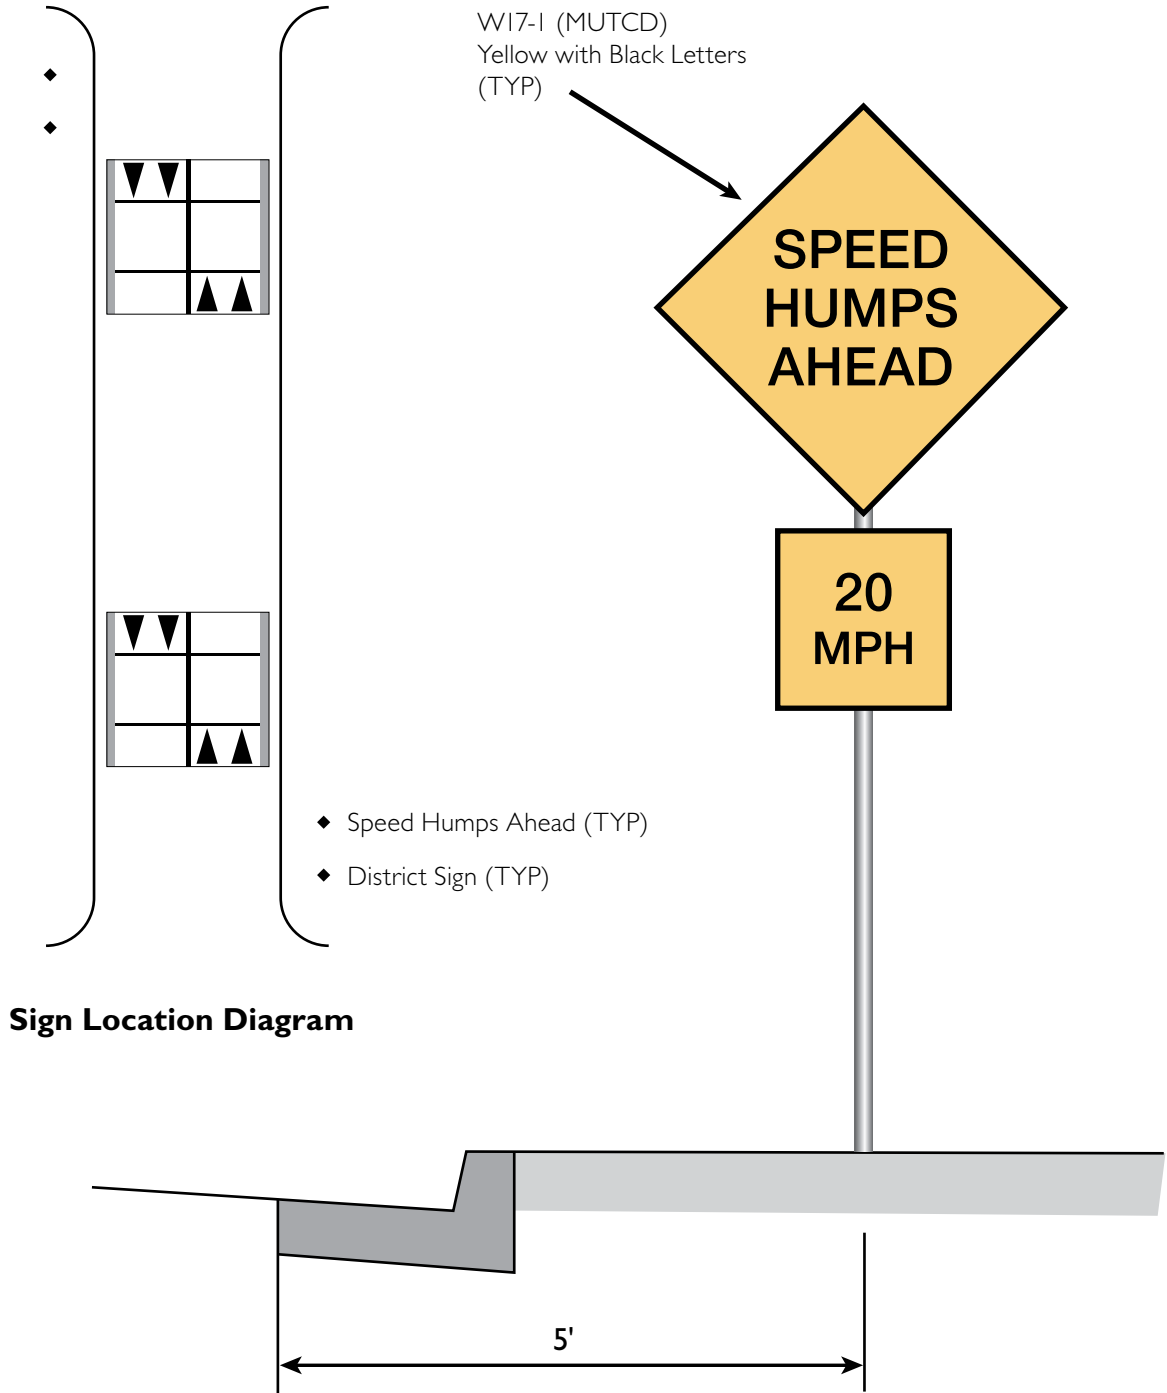 W17-1 (MUTCD)
Yellow with Black Letters
(TYP)
SPEED
HUMPS
AHEAD
20
MPH
Speed Humps Ahead (TYP)
District Sign (TYP)
Sign Location Diagram
5'